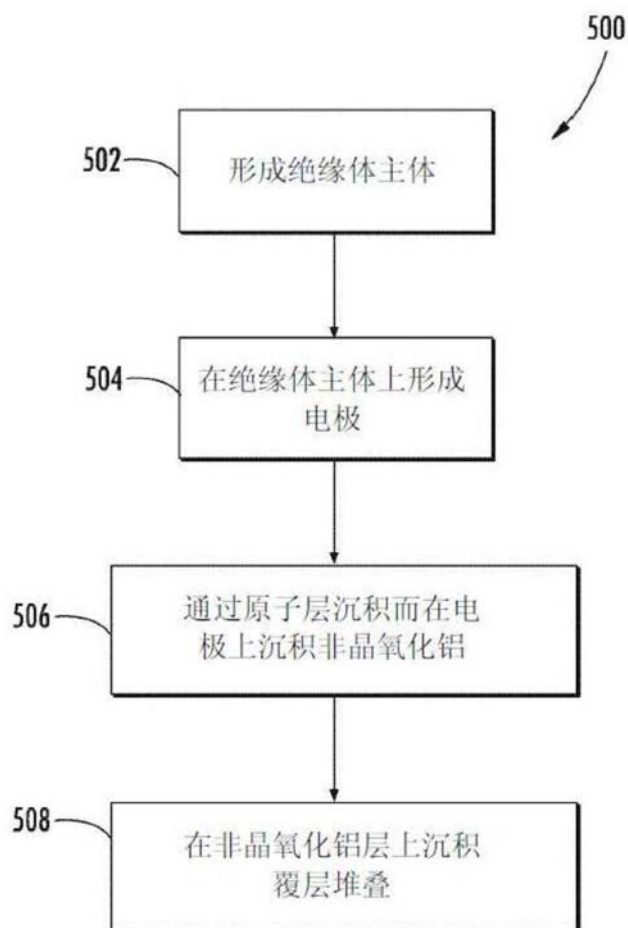 500
502
形成绝缘体主体
504
在绝缘体主体上形成
电极
506
通过原子层沉积而在电
极上沉积非晶氧化铝
508
在非晶氧化铝层上沉积
覆层堆叠